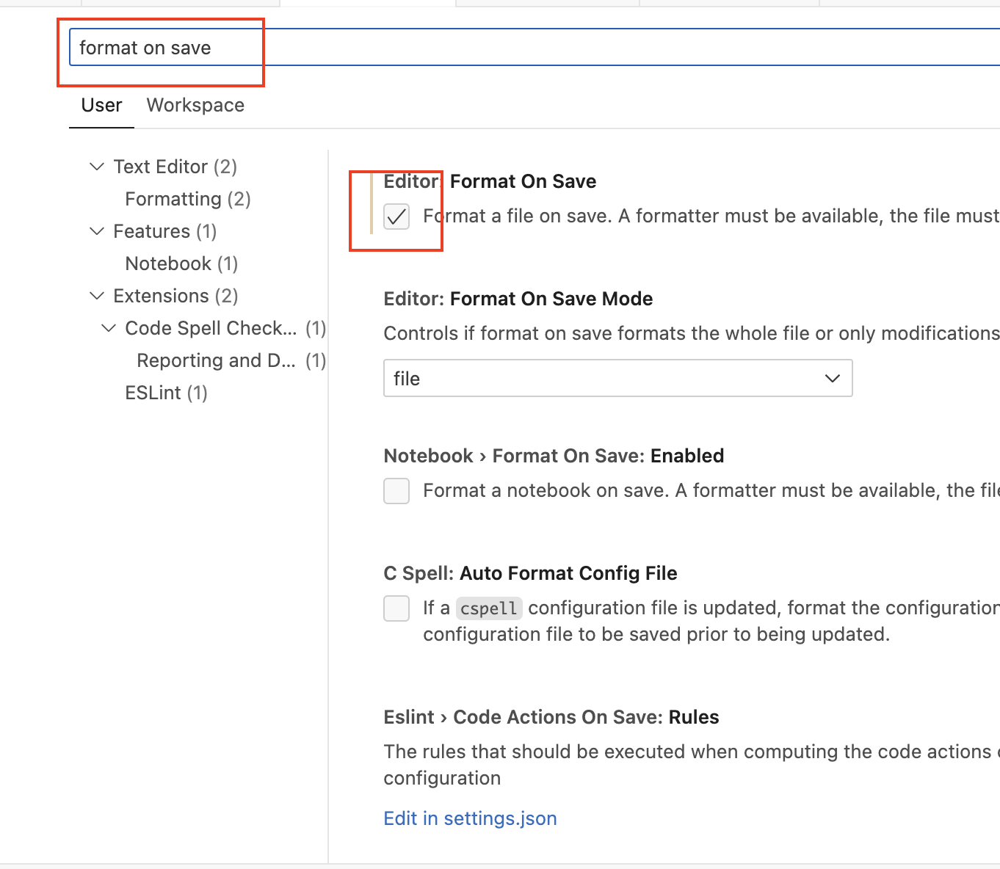 format on save
User
Workspace
Text Editor (2)
Formatting (2)
Features (1)
Notebook (1)
Extensions (2)
Code Spell Check... (1)
Reporting and D... (1)
ESLint (1)
Editor: Format On Save
Format a file on save. A formatter must be available, the file must
Editor: Format On Save Mode
Controls if format on save formats the whole file or only modifications
file
Notebook › Format On Save: Enabled
Format a notebook on save. A formatter must be available, the file
C Spell: Auto Format Config File
If a cspell configuration file is updated, format the configuration
configuration file to be saved prior to being updated.
Eslint › Code Actions On Save: Rules
The rules that should be executed when computing the code actions
configuration
Edit in settings.json